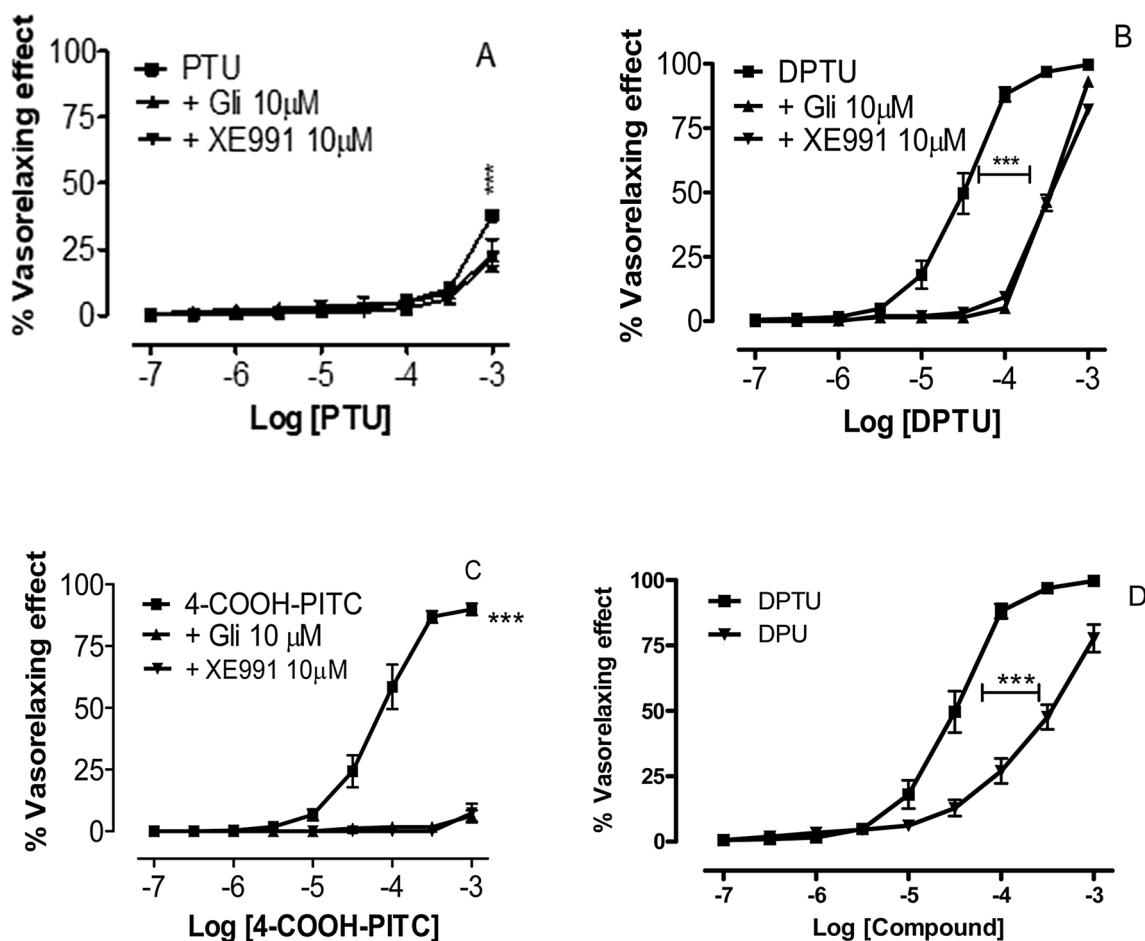 A
% Vasorelaxing effect
100
75
50
25
0
PTU
+ Gli 10μM
+ XE991 10μM
***
-7 -6 -5 -4 -3
Log [PTU]
B
% Vasorelaxing effect
100
75
50
25
0
DPTU
+ Gli 10μM
+ XE991 10μM
***
-7 -6 -5 -4 -3
Log [DPTU]
C
% Vasorelaxing effect
100
75
50
25
0
4-COOH-PITC
+ Gli 10 μM
+ XE991 10μM
***
-7 -6 -5 -4 -3
Log [4-COOH-PITC]
D
% Vasorelaxing effect
100
75
50
25
0
DPTU
DPU
***
-7 -6 -5 -4 -3
Log [Compound]